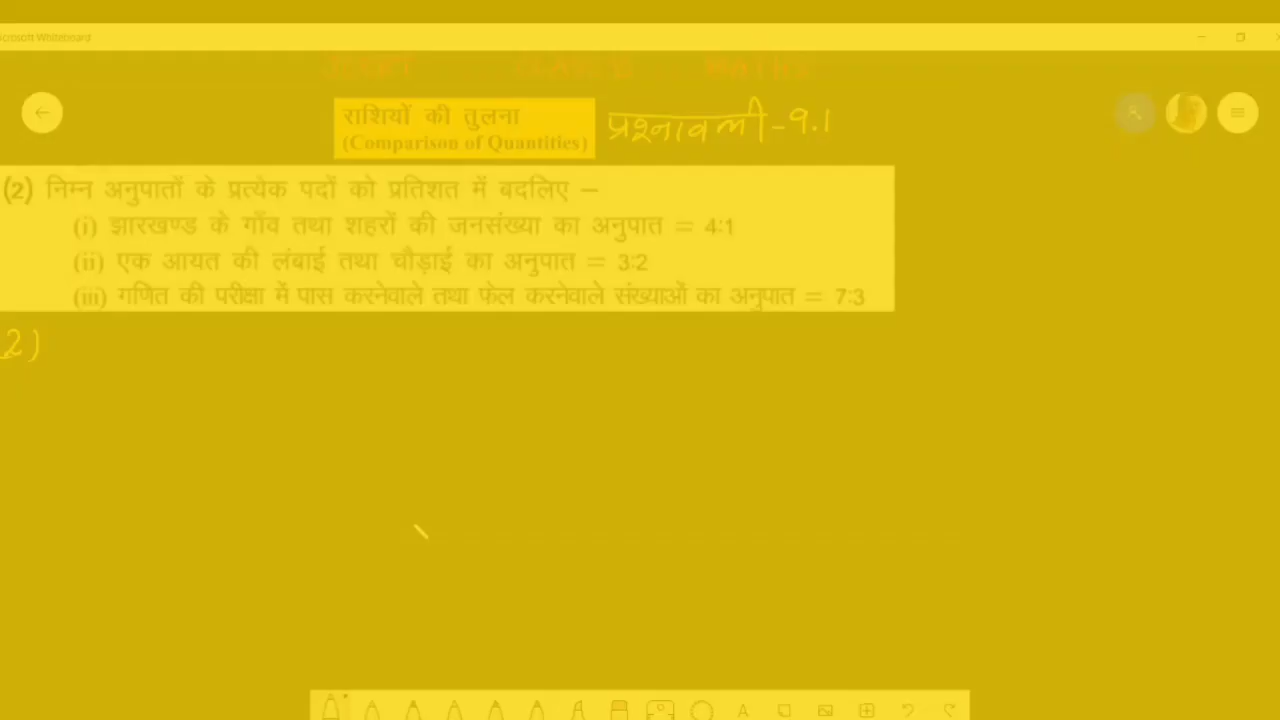 crosoft Whiteboard
राशियों की तुलना
(Comparison of Quantities)
प्रश्नावली - 9.1
(2) निम्न अनुपातों के प्रत्येक पदों को प्रतिशत में बदलिए –
(i) झारखण्ड के गाँव तथा शहरों की जनसंख्या का अनुपात = 4:1
(ii) एक आयत की लंबाई तथा चौड़ाई का अनुपात = 3:2
(iii) गणित की परीक्षा में पास करनेवाले तथा फेल करनेवाले संख्याओं का अनुपात = 7:3
2)